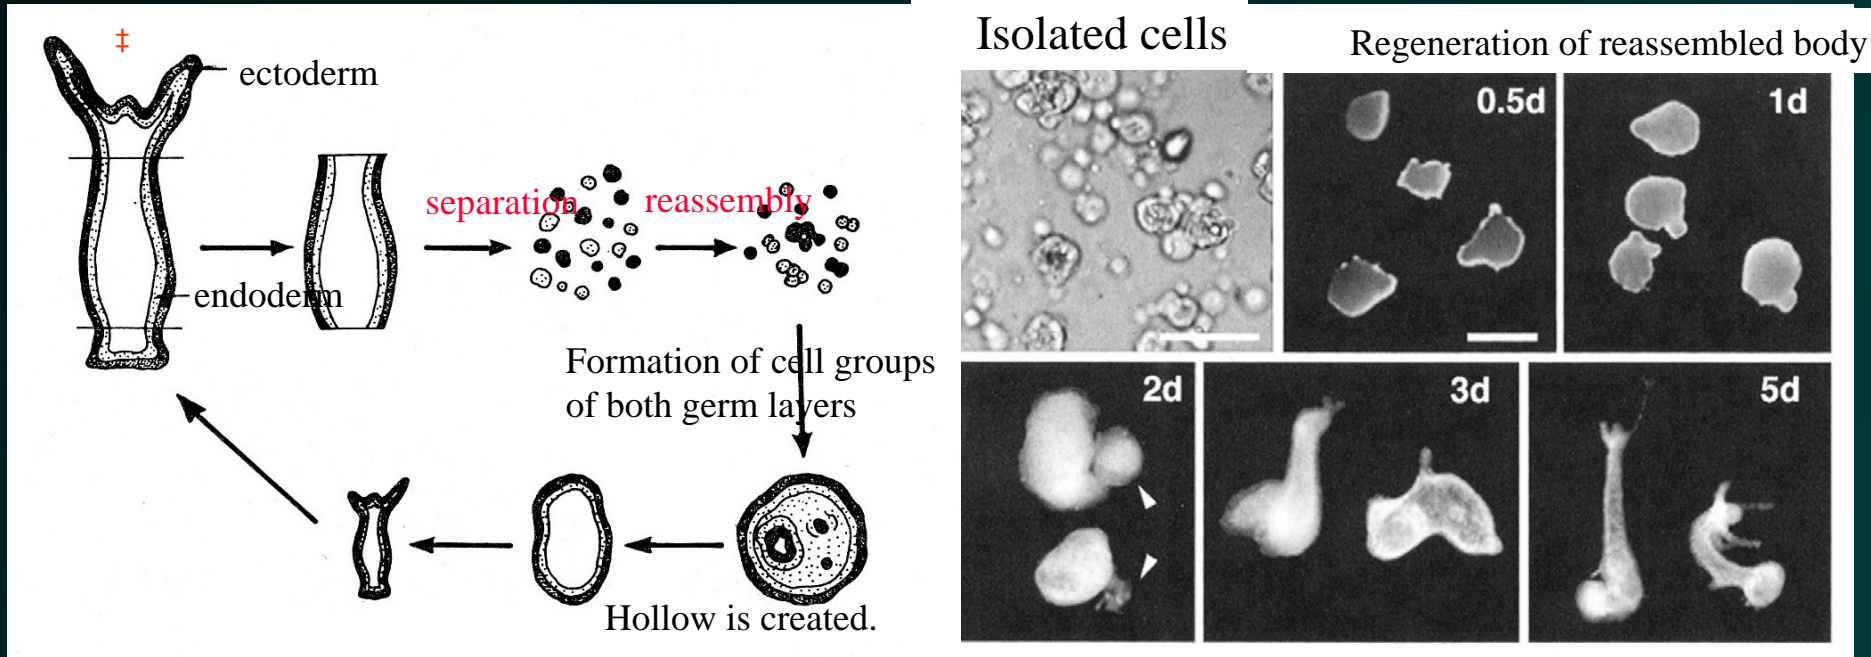 ‡
ectoderm
separation
reassembly
endoderm
Formation of cell groups
of both germ layers
Hollow is created.
Isolated cells
Regeneration of reassembled body
0.5d
1d
2d
3d
5d